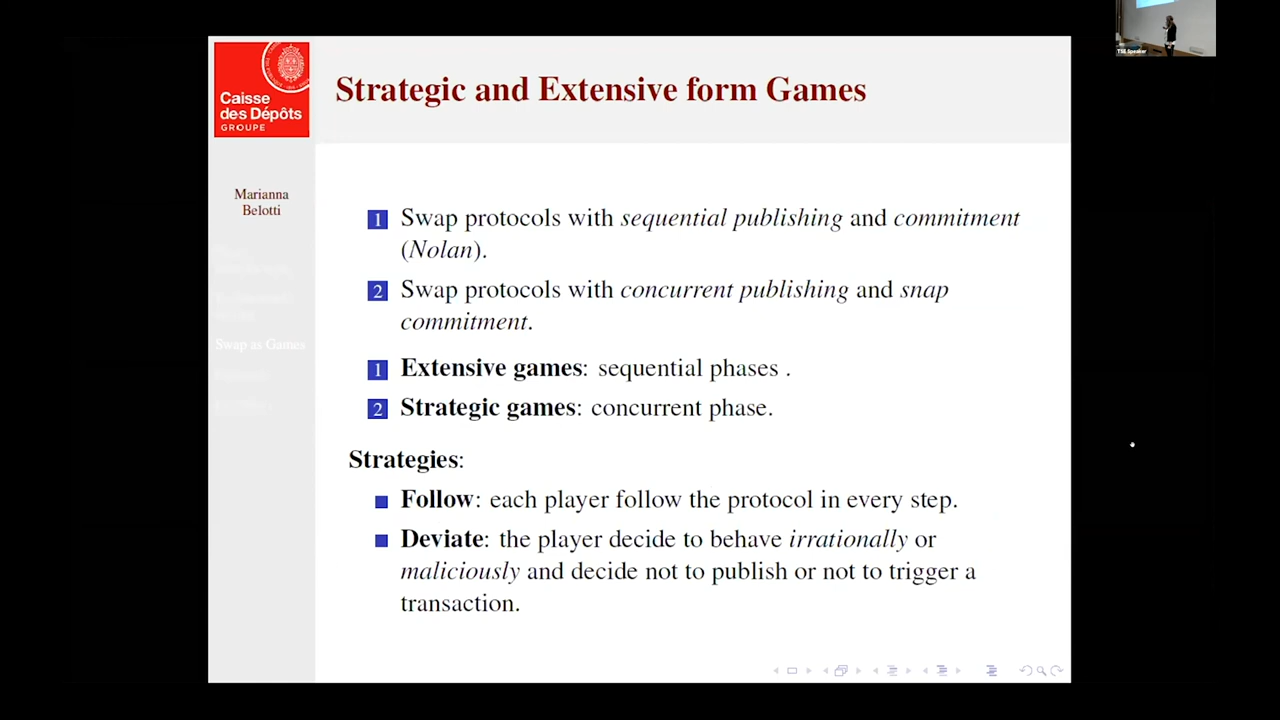 TSE Speaker
Caisse
des Dépôts
GROUPE
Strategic and Extensive form Games
Marianna
Belotti
Swap as Games
1 Swap protocols with sequential publishing and commitment
(Nolan).
2 Swap protocols with concurrent publishing and snap
commitment.
1 Extensive games: sequential phases .
2 Strategic games: concurrent phase.
Strategies:
Follow: each player follow the protocol in every step.
Deviate: the player decide to behave irrationally or
maliciously and decide not to publish or not to trigger a
transaction.